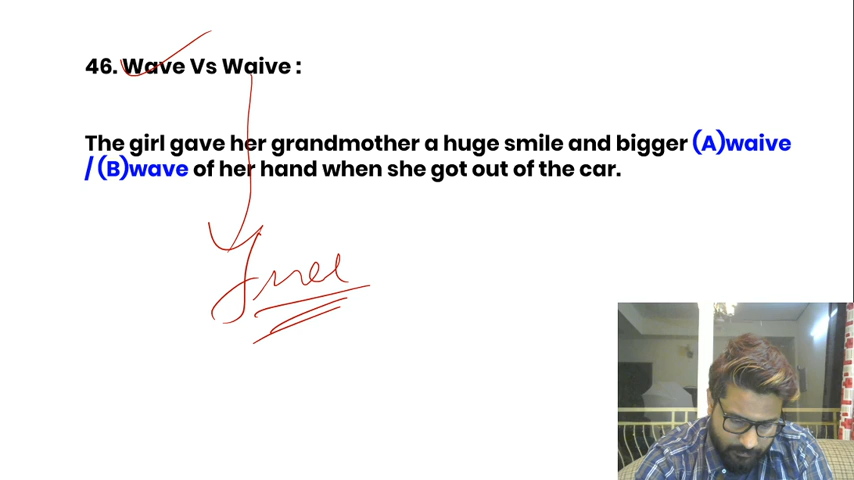 46. Wave Vs Waive :
The girl gave her grandmother a huge smile and bigger (A)waive
/ (B)wave of her hand when she got out of the car.
free